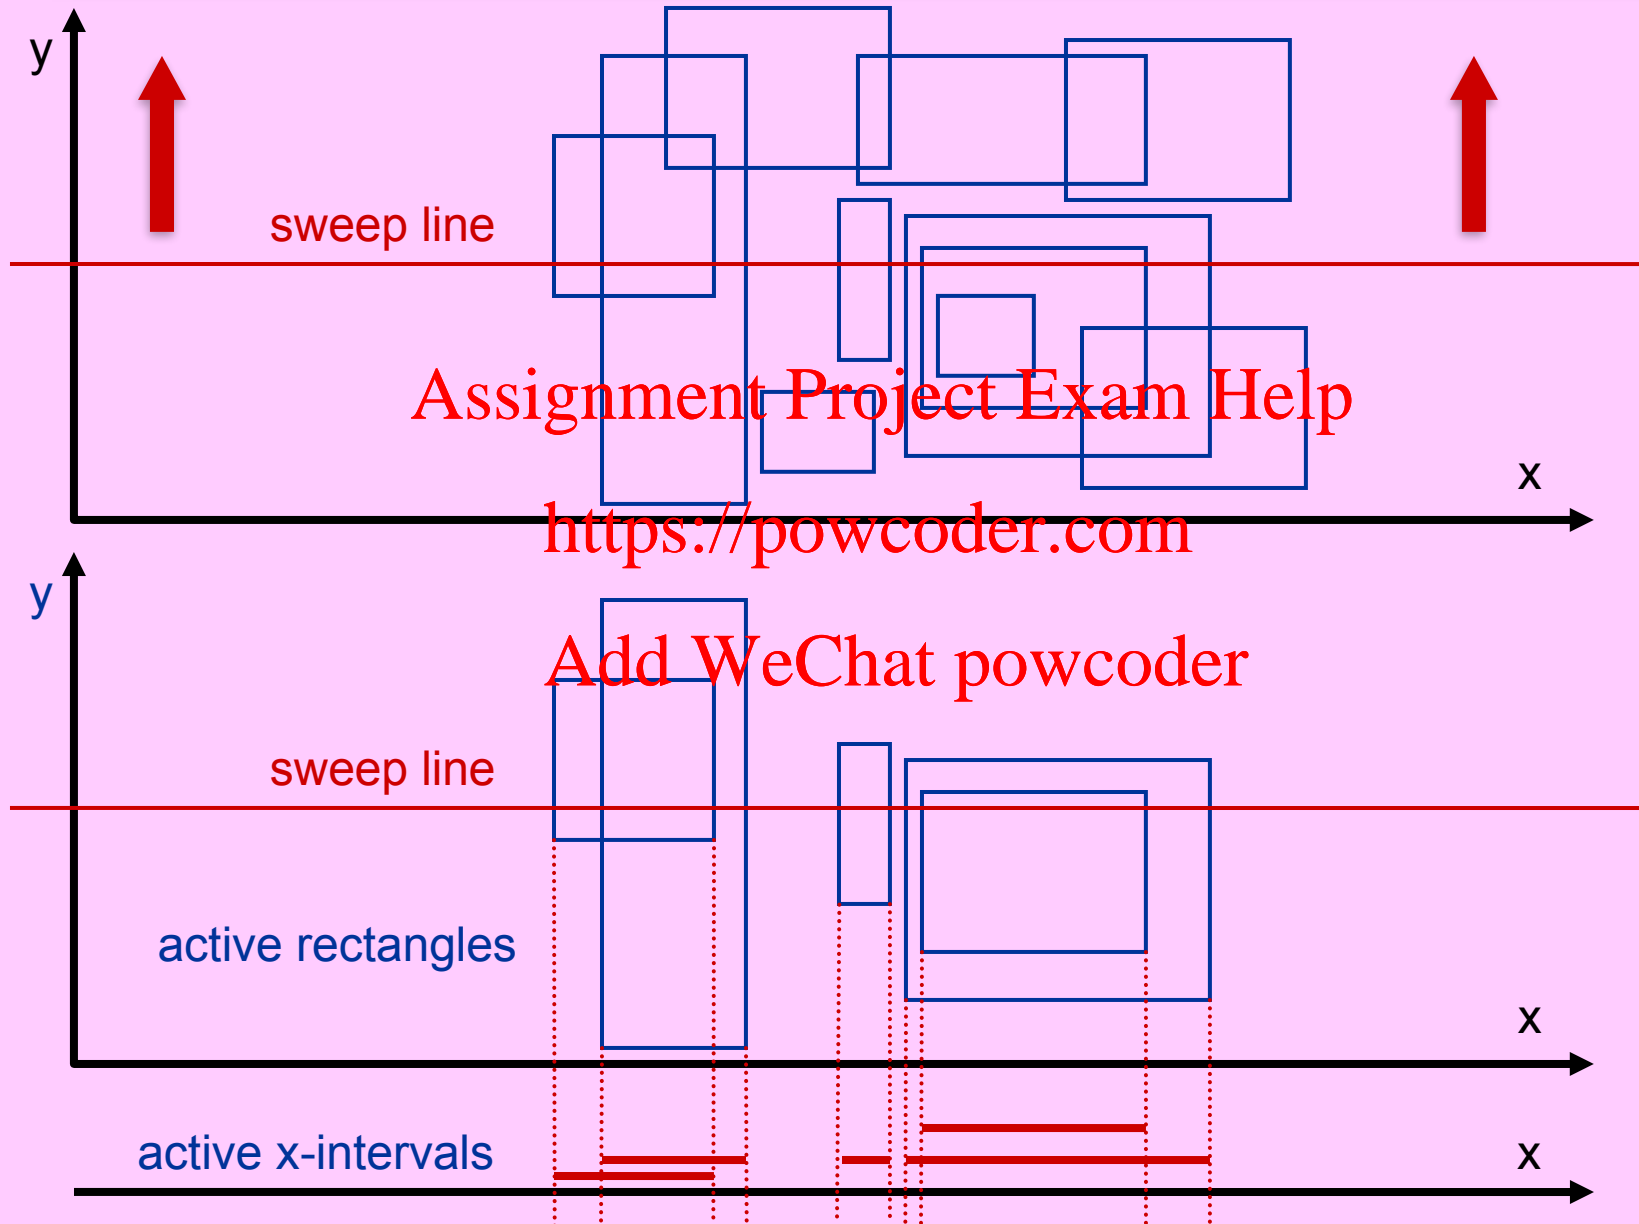 y
sweep line
Assignment Project Exam Help
x
https://powcoder.com
y
Add WeChat powcoder
sweep line
active rectangles
x
active x-intervals
x